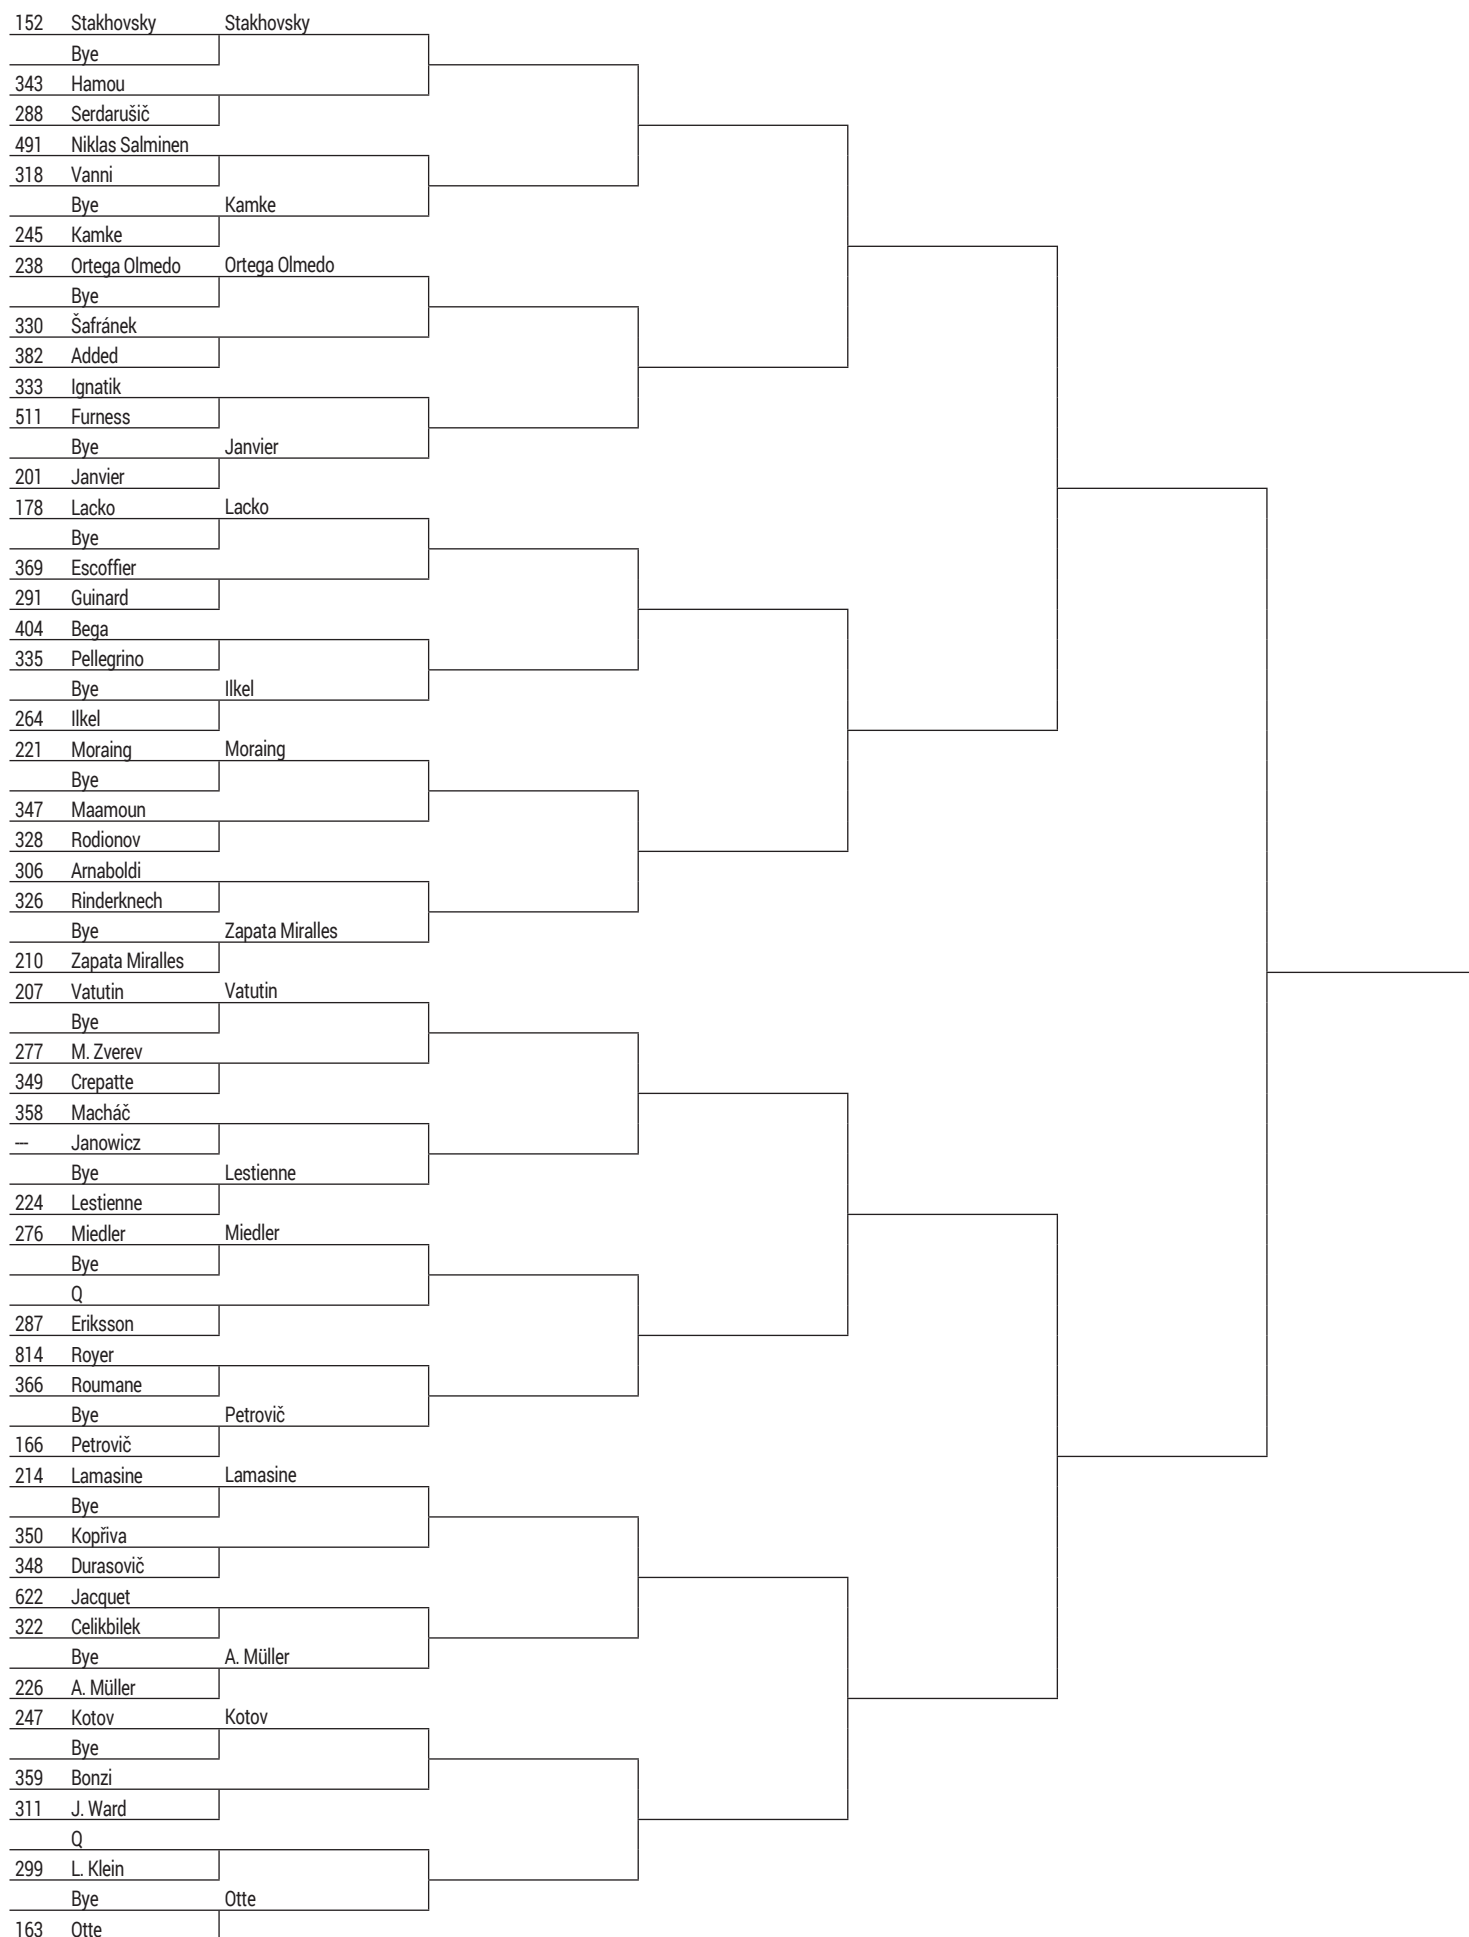 152 Stakhovsky Stakhovsky
Bye
343 Hamou
288 Serdarušič
491 Niklas Salminen
318 Vanni
Bye Kamke
245 Kamke
238 Ortega Olmedo Ortega Olmedo
Bye
330 Šafránek
382 Added
333 Ignatik
511 Furness
Bye Janvier
201 Janvier
178 Lacko Lacko
Bye
369 Escoffier
291 Guinard
404 Bega
335 Pellegrino
Bye Ilkel
264 Ilkel
221 Moraing Moraing
Bye
347 Maamoun
328 Rodionov
306 Arnaboldi
326 Rinderknech
Bye Zapata Miralles
210 Zapata Miralles
207 Vatutin Vatutin
Bye
277 M. Zverev
349 Crepatte
358 Macháč
--- Janowicz
Bye Lestienne
224 Lestienne
276 Miedler Miedler
Bye
Q
287 Eriksson
814 Royer
366 Roumane
Bye Petrovič
166 Petrovič
214 Lamasine Lamasine
Bye
350 Kopřiva
348 Durasovič
622 Jacquet
322 Celikbilek
Bye A. Müller
226 A. Müller
247 Kotov Kotov
Bye
359 Bonzi
311 J. Ward
Q
299 L. Klein
Bye Otte
163 Otte